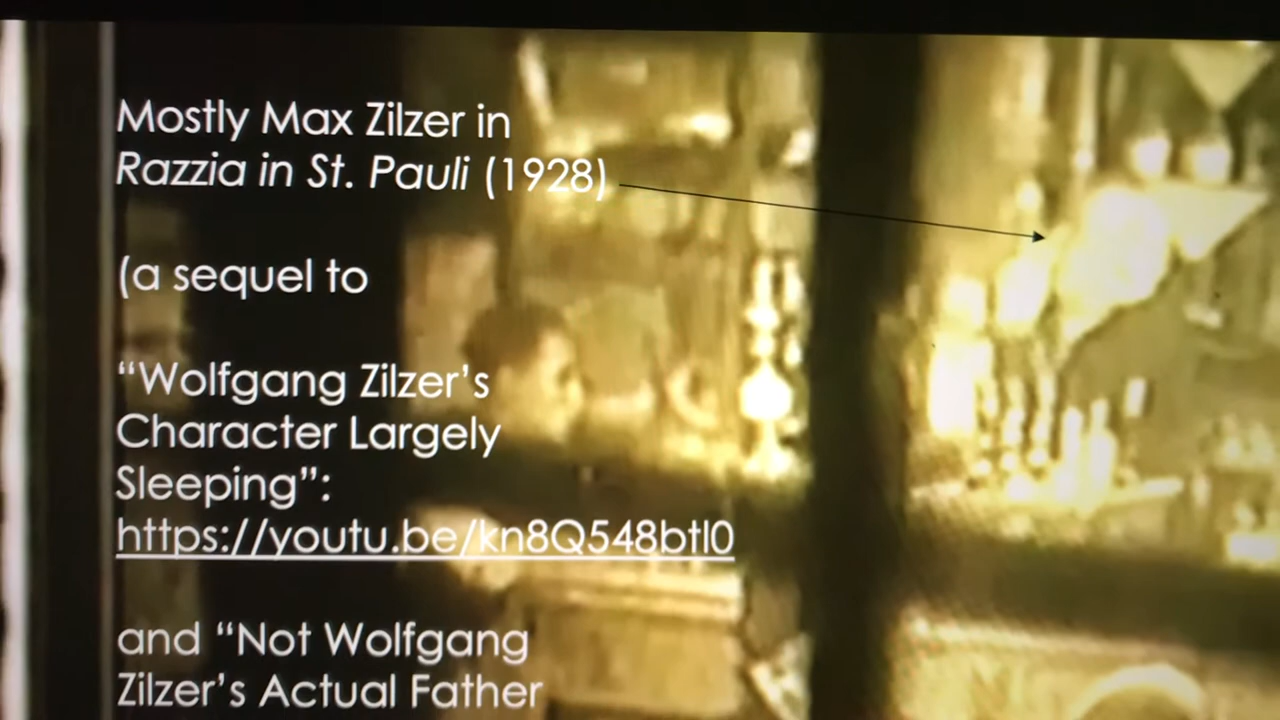 Mostly Max Zilzer in
Razzia in St. Pauli (1928)
(a sequel to
“Wolfgang Zilzer’s
Character Largely
Sleeping”:
https://youtu.be/kn8Q548btl0
and “Not Wolfgang
Zilzer’s Actual Father